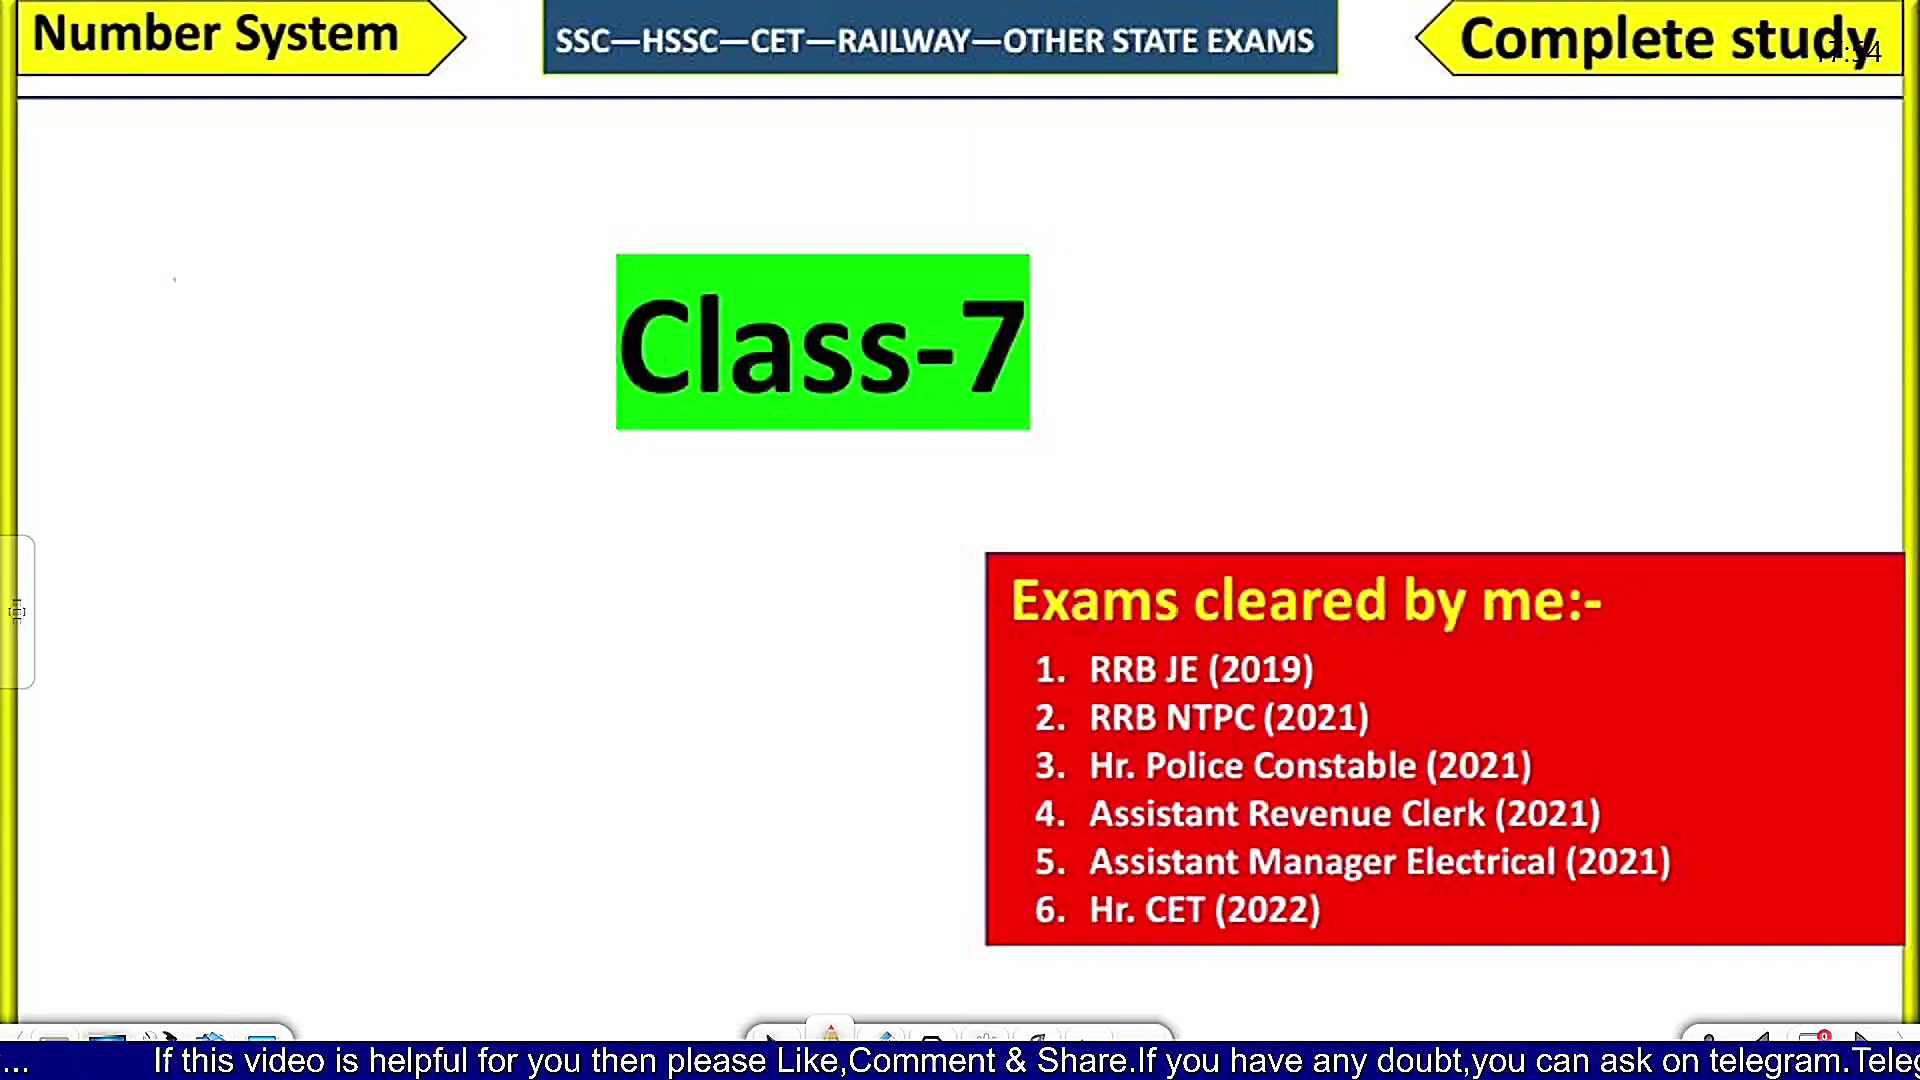 Number System
SSC—HSSC—CET—RAILWAY—OTHER STATE EXAMS
Complete study
Class-7
Exams cleared by me:-
1. RRB JE (2019)
2. RRB NTPC (2021)
3. Hr. Police Constable (2021)
4. Assistant Revenue Clerk (2021)
5. Assistant Manager Electrical (2021)
6. Hr. CET (2022)
... If this video is helpful for you then please Like,Comment & Share.If you have any doubt,you can ask on telegram.Teleg